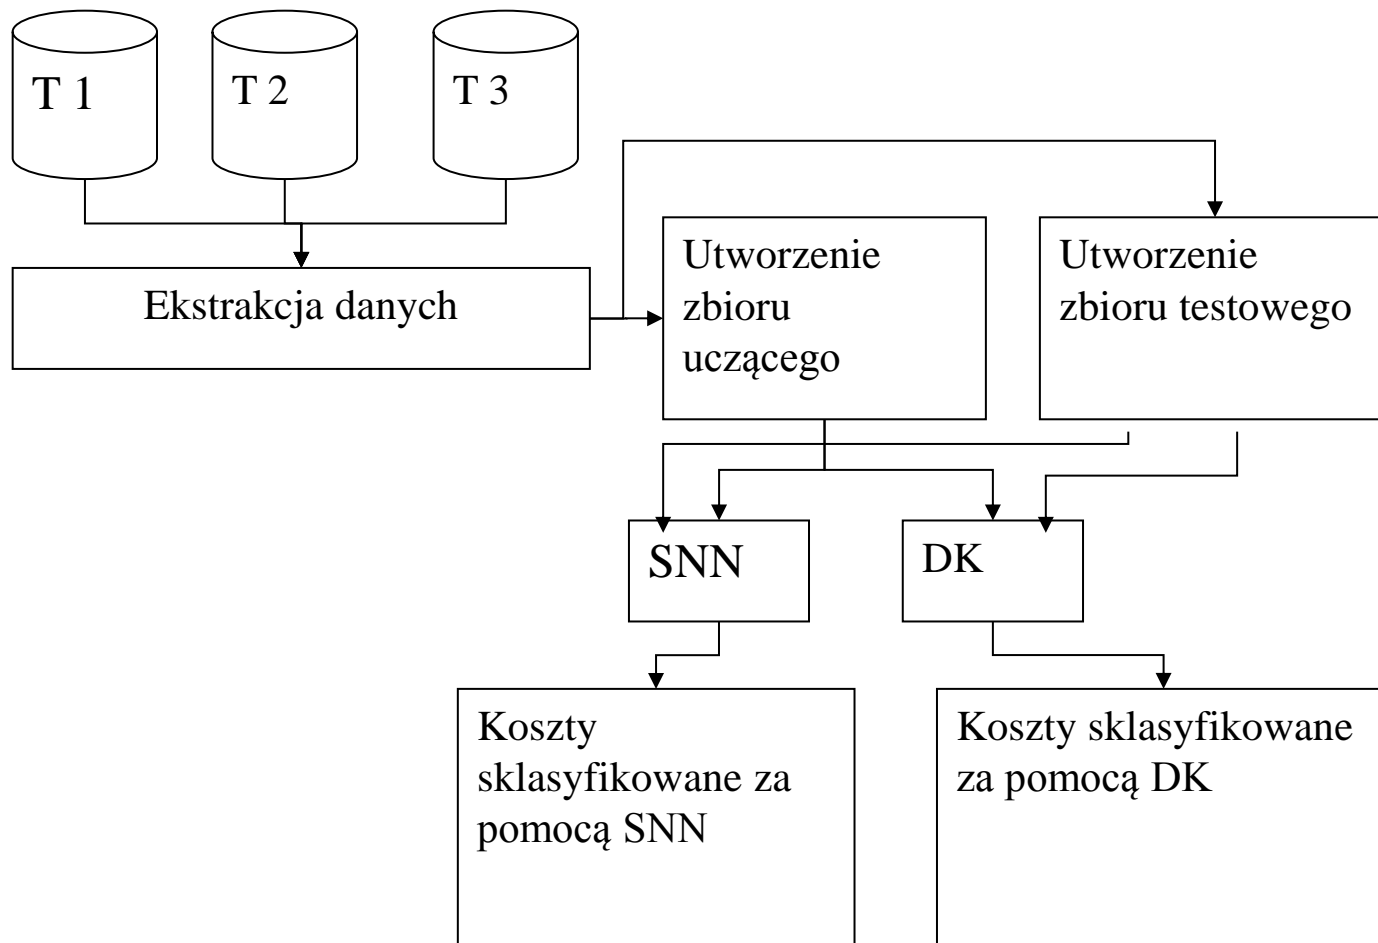 T 1
T 2
T 3
Ekstrakcja danych
Utworzenie
zbioru
uczącego
Utworzenie
zbioru testowego
SNN
DK
Koszty
sklasyfikowane za
pomocą SNN
Koszty sklasyfikowane
za pomocą DK